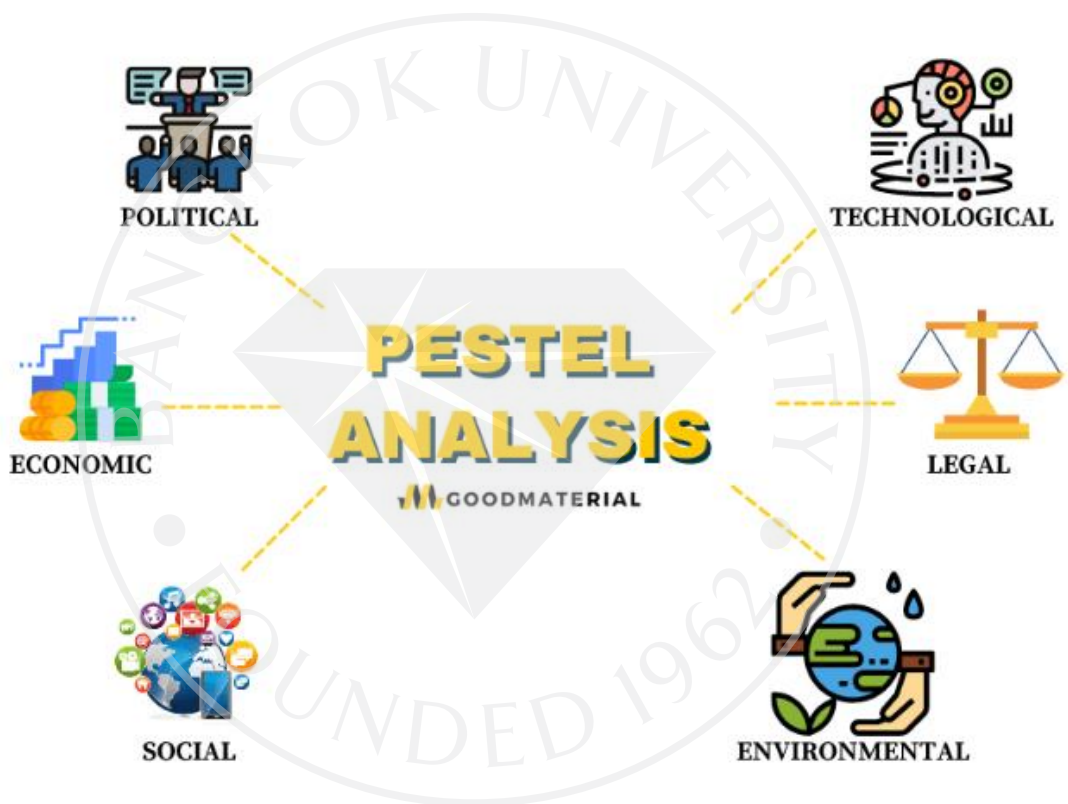 BANGKOK UNIVERSITY
POLITICAL
TECHNOLOGICAL
PESTEL
ANALYSIS
GOODMATERIAL
ECONOMIC
LEGAL
SOCIAL
ENVIRONMENTAL
FOUNDED 1962